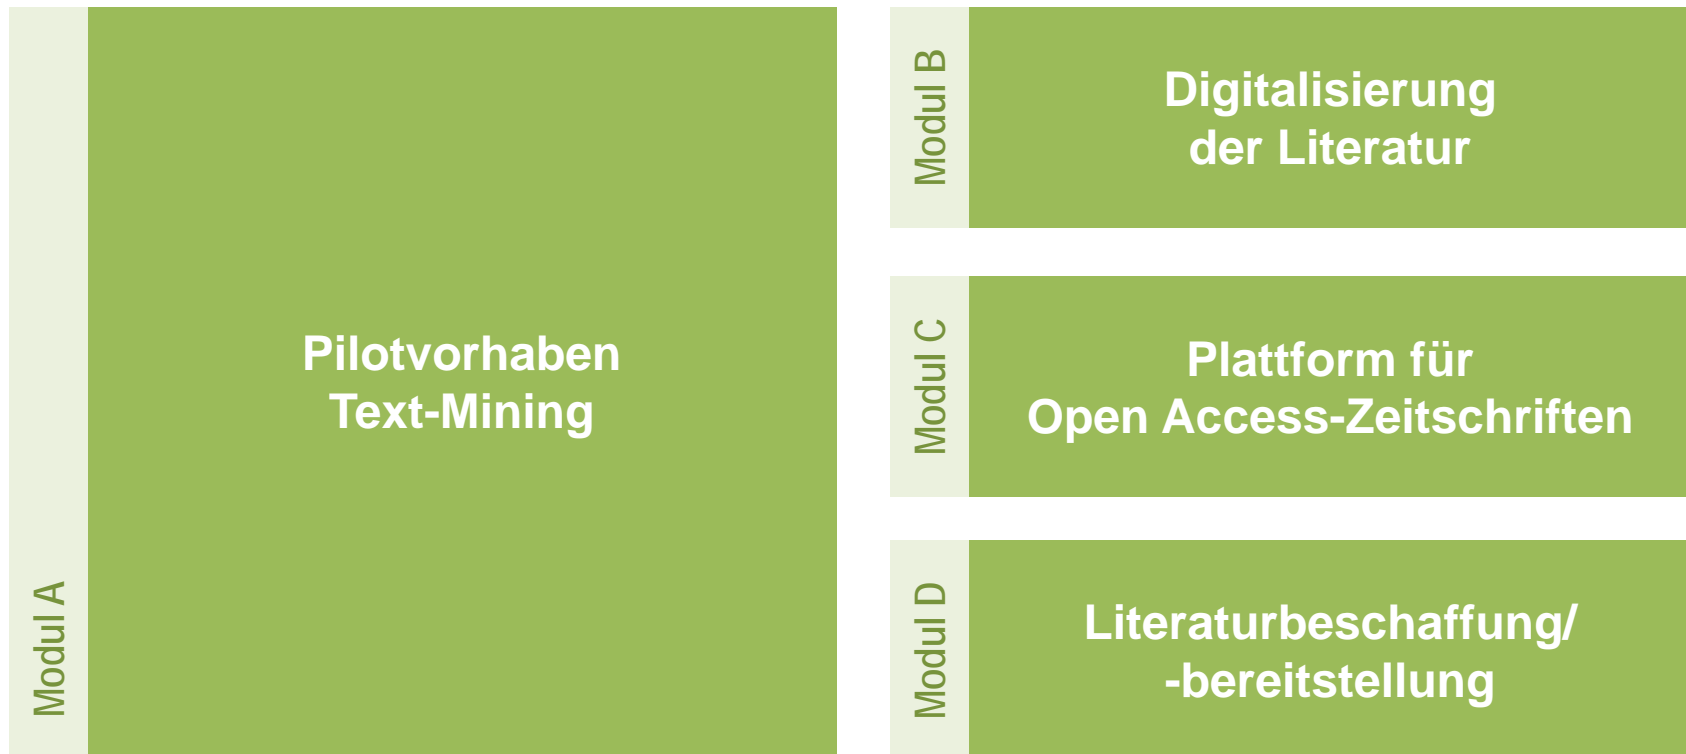 Modul A
Pilotvorhaben
Text-Mining
Modul B
Digitalisierung
der Literatur
Modul C
Plattform für
Open Access-Zeitschriften
Modul D
Literaturbeschaffung/
-bereitstellung